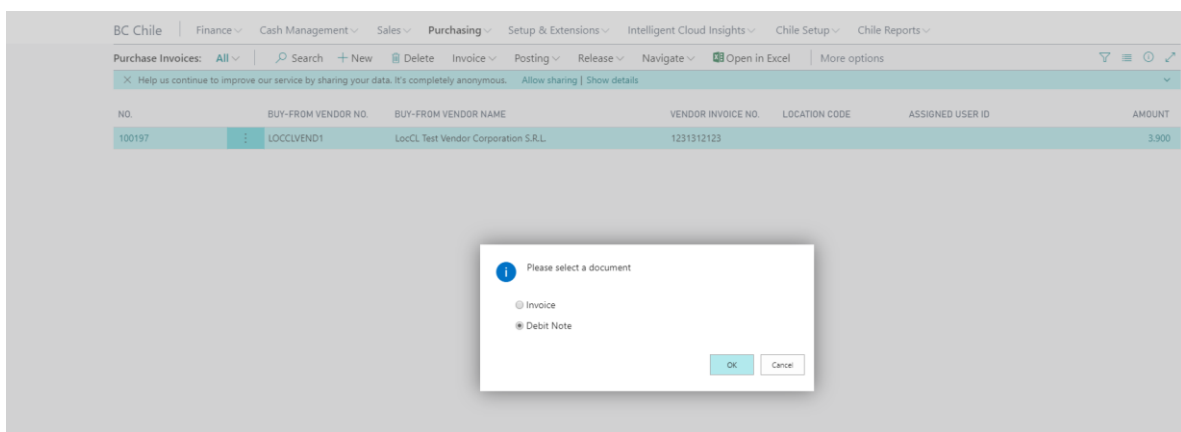 BC Chile Finance Cash Management Sales Purchasing Setup & Extensions Intelligent Cloud Insights Chile Setup Chile Reports
Purchase Invoices: All Search + New Delete Invoice Posting Release Navigate Open in Excel More options
Help us continue to improve our service by sharing your data. It's completely anonymous. Allow sharing | Show details
NO. BUY-FROM VENDOR NO. BUY-FROM VENDOR NAME VENDOR INVOICE NO. LOCATION CODE ASSIGNED USER ID AMOUNT
100197 LOCCLVEND1 LocCL Test Vendor Corporation S.R.L. 1231312123 3.900
Please select a document
Invoice
Debit Note
OK Cancel